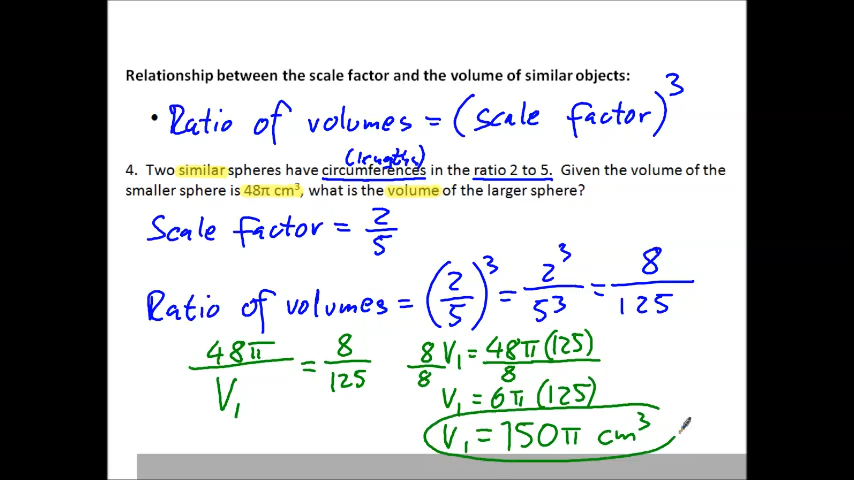 Relationship between the scale factor and the volume of similar objects:
• Ratio of volumes = (scale factor)³
(lengths)
4. Two similar spheres have circumferences in the ratio 2 to 5. Given the volume of the
smaller sphere is 48π cm³, what is the volume of the larger sphere?
Scale factor = 2/5
Ratio of volumes = (2/5)³ = 2³/5³ = 8/125
48π/V₁ = 8/125
8/8 V₁ = 48π(125)/8
V₁ = 6π(125)
V₁ = 750π cm³